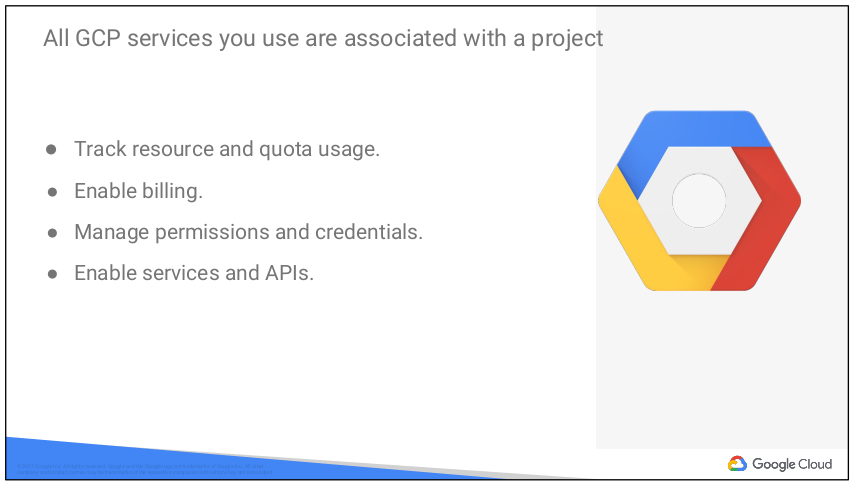 All GCP services you use are associated with a project
● Track resource and quota usage.
● Enable billing.
● Manage permissions and credentials.
● Enable services and APIs.
Google Cloud